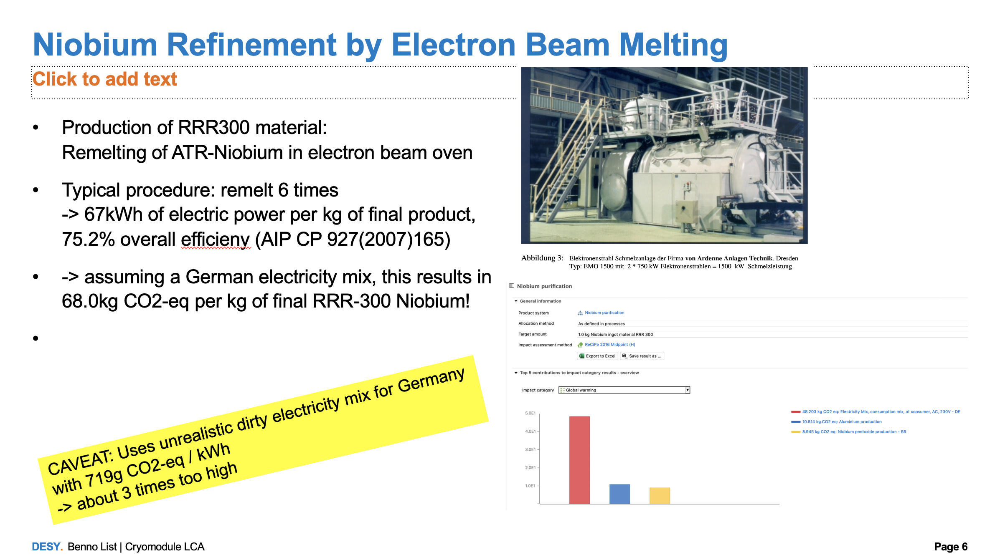 Niobium Refinement by Electron Beam Melting
Click to add text
• Production of RRR300 material:
Remelting of ATR-Niobium in electron beam oven
• Typical procedure: remelt 6 times
-> 67kWh of electric power per kg of final product,
75.2% overall efficieny (AIP CP 927(2007)165)
• -> assuming a German electricity mix, this results in
68.0kg CO2-eq per kg of final RRR-300 Niobium!
•
CAVEAT: Uses unrealistic dirty electricity mix for Germany
with 719g CO2-eq / kWh
-> about 3 times too high
Abbildung 3: Elektronenstrahl Schmelzanlage der Firma von Ardenne Anlagen Technik. Dresden
Typ: EMO 1500 mit 2 * 750 kW Elektronenstrahlen = 1500 kW Schmelzleistung.
Niobium purification
General information
Product system Niobium purification
Allocation method As defined in processes
Target amount 1.0 kg Niobium ingot material RRR 300
Impact assessment method ReCiPe 2016 Midpoint (H)
Export to Excel Save result as ...
Top 5 contributions to impact category results - overview
Impact category Global warming
5.0E1
4.0E1
3.0E1
2.0E1
1.0E1
48.203 kg CO2 eq: Electricity Mix, consumption mix, at consumer, AC, 230V - DE
10.814 kg CO2 eq: Aluminium production
8.945 kg CO2 eq: Niobium pentoxide production - BR
DESY. Benno List | Cryomodule LCA
Page 6